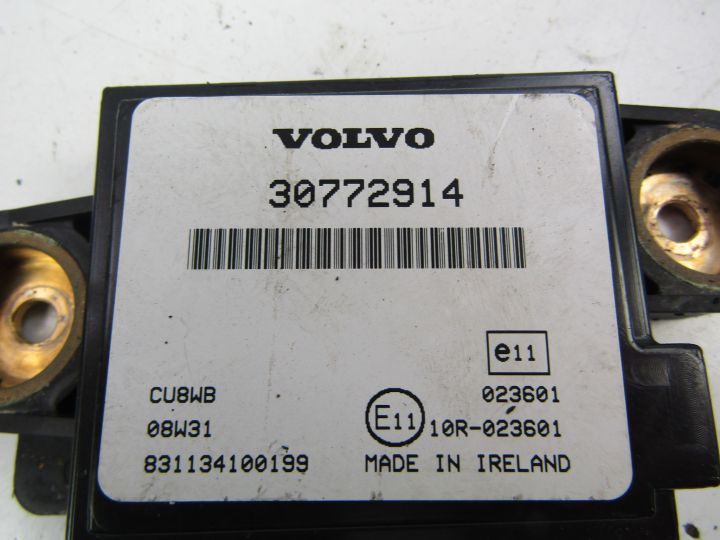 VOLVO
30772914
e11
CU8WB 023601
08W31 E11 10R-023601
831134100199 MADE IN IRELAND